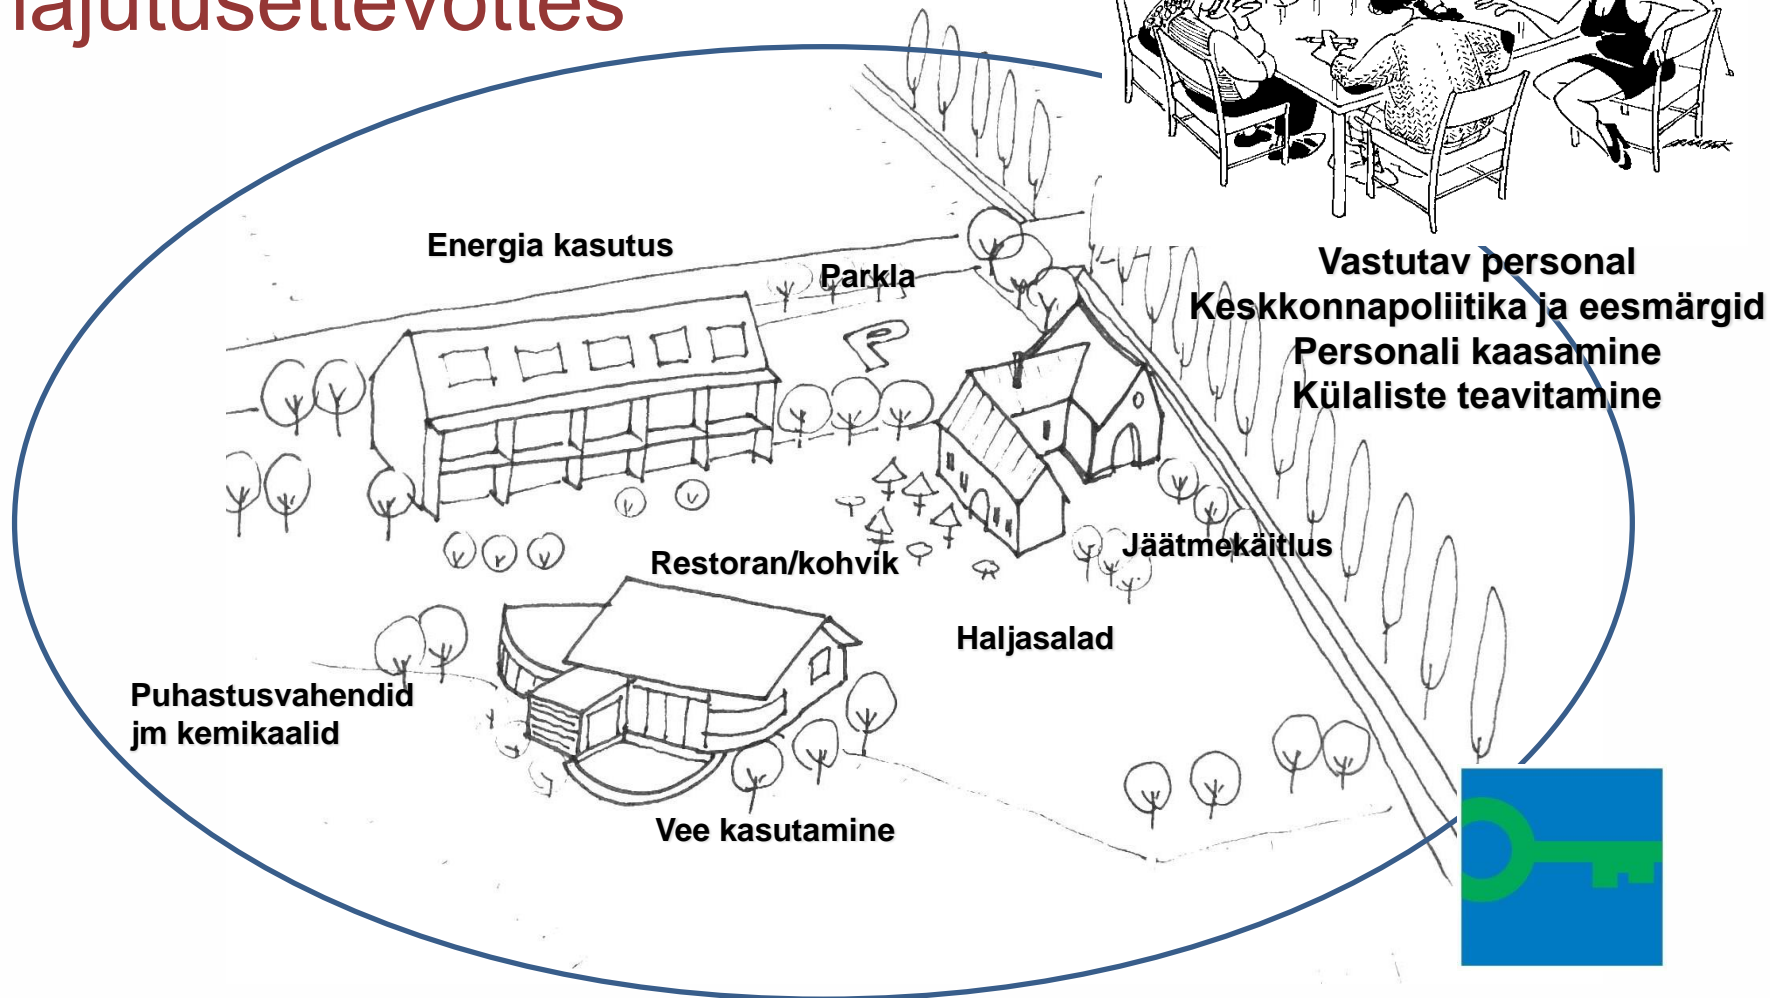 lajutusettevõttes
Energia kasutus
Parkla
P
Vastutav personal
Keskkonnapoliitika ja eesmärgid
Personali kaasamine
Külaliste teavitamine
Restoran/kohvik
Jäätmekäitlus
Haljasalad
Puhastusvahendid
jm kemikaalid
Vee kasutamine